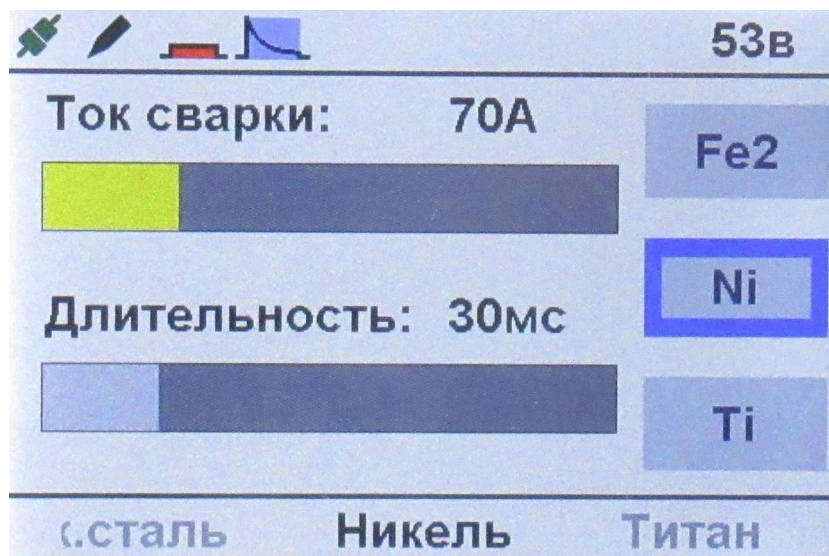 53в
Ток сварки: 70А
Fe2
Ni
Длительность: 30мс
Ti
.сталь Никель Титан